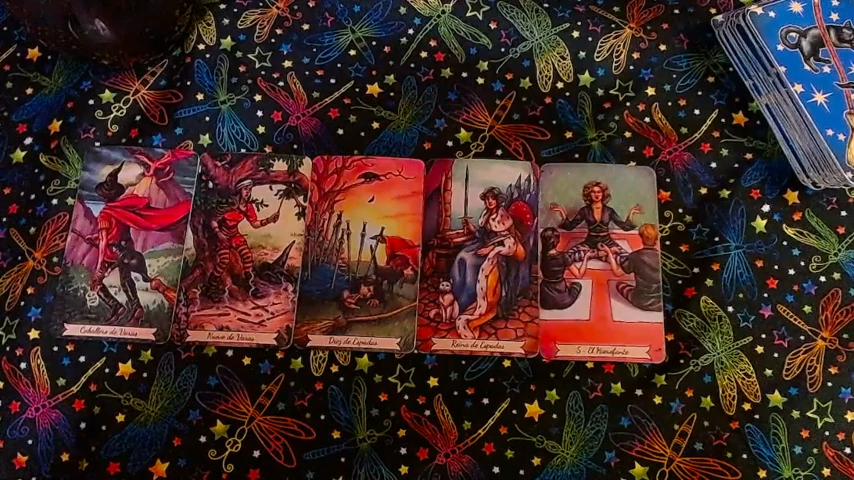 Caballero de Varas
Nueve de Varas
Diez de Espadas
Reina de Espadas
5 - El Hierofante